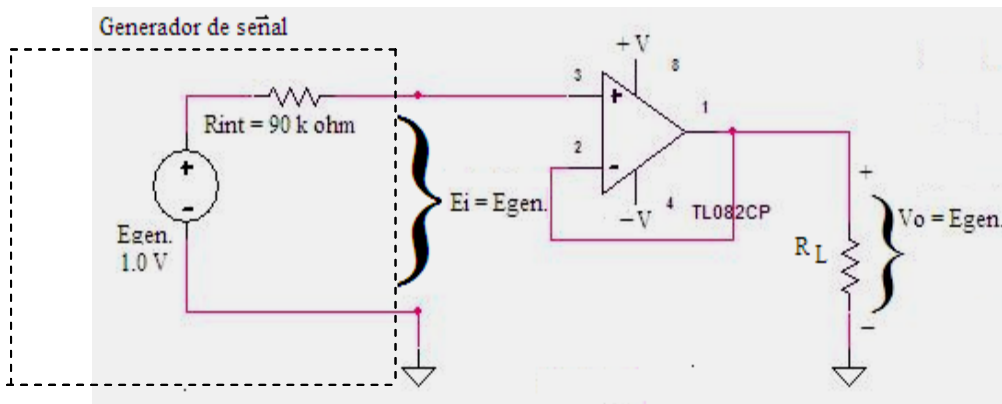 Generador de señal
+V
8
3
+
Rint = 90 k ohm
1
2
-
+
-
Ei = Egen.
-V
4
TL082CP
+
Vo = Egen.
Egen.
1.0 V
RL
-